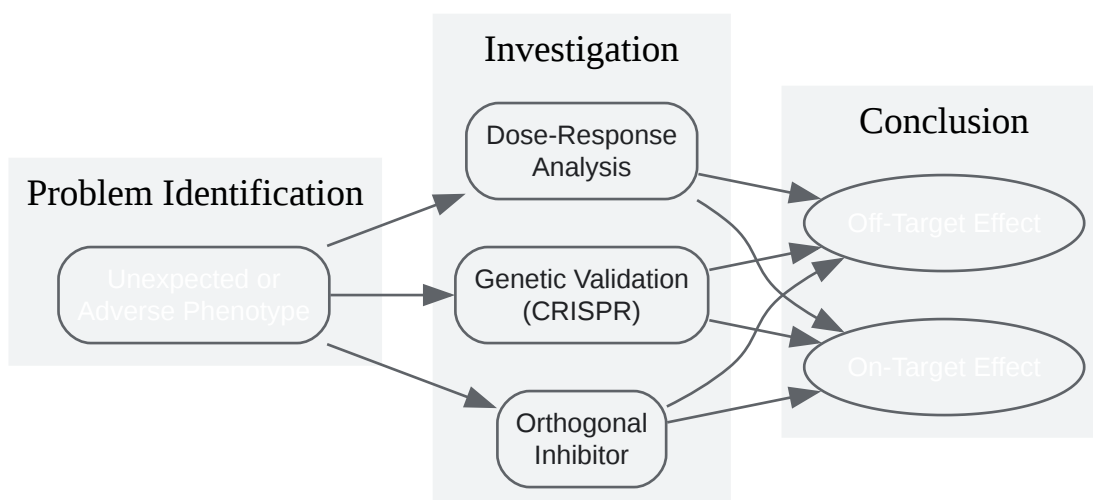 Problem Identification
Unexpected or
Adverse Phenotype
Investigation
Dose-Response
Analysis
Genetic Validation
(CRISPR)
Orthogonal
Inhibitor
Conclusion
Off-Target Effect
On-Target Effect